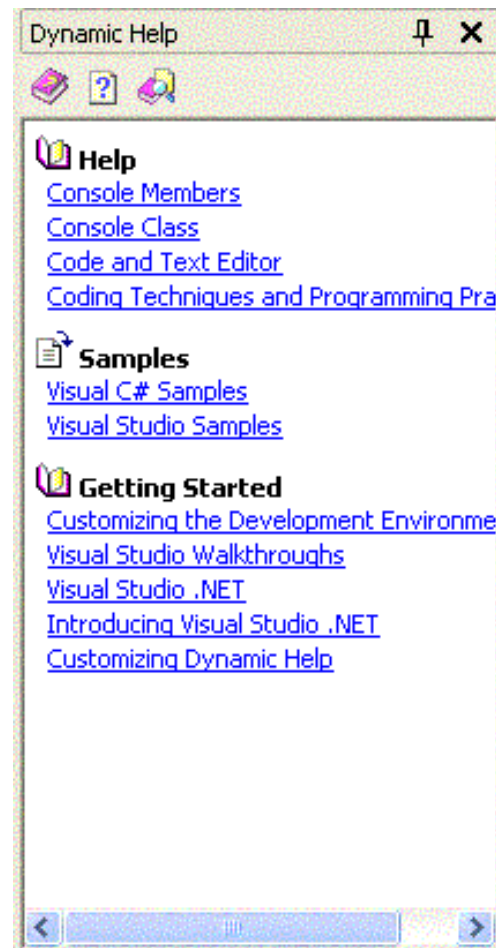 Dynamic Help
Help
Console Members
Console Class
Code and Text Editor
Coding Techniques and Programming Pra
Samples
Visual C# Samples
Visual Studio Samples
Getting Started
Customizing the Development Environme
Visual Studio Walkthroughs
Visual Studio .NET
Introducing Visual Studio .NET
Customizing Dynamic Help